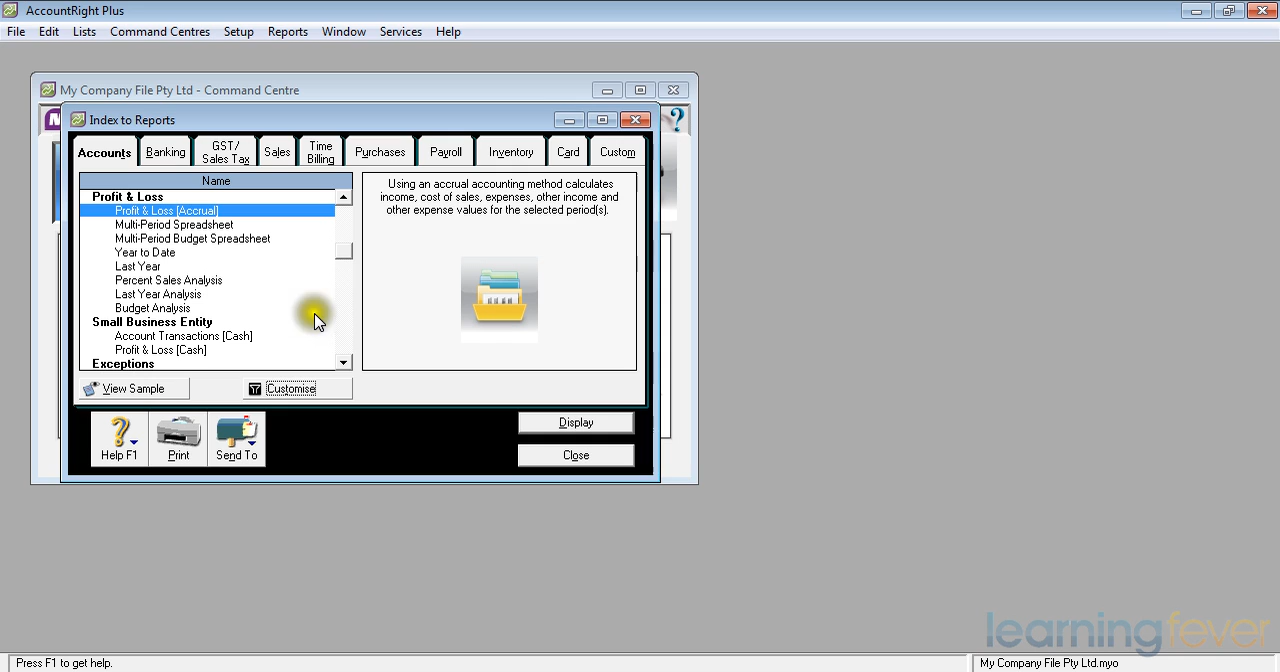 AccountRight Plus
File Edit Lists Command Centres Setup Reports Window Services Help
My Company File Pty Ltd - Command Centre
Index to Reports
Accounts
Banking
GST/
Sales Tax
Sales
Time
Billing
Purchases
Payroll
Inventory
Card
Custom
Name
Profit & Loss
Profit & Loss [Accrual]
Multi-Period Spreadsheet
Multi-Period Budget Spreadsheet
Year to Date
Last Year
Percent Sales Analysis
Last Year Analysis
Budget Analysis
Small Business Entity
Account Transactions [Cash]
Profit & Loss [Cash]
Exceptions
Using an accrual accounting method calculates
income, cost of sales, expenses, other income and
other expense values for the selected period(s).
View Sample
Customise
Help F1
Print
Send To
Display
Close
learningfever
Press F1 to get help.
My Company File Pty Ltd.myo